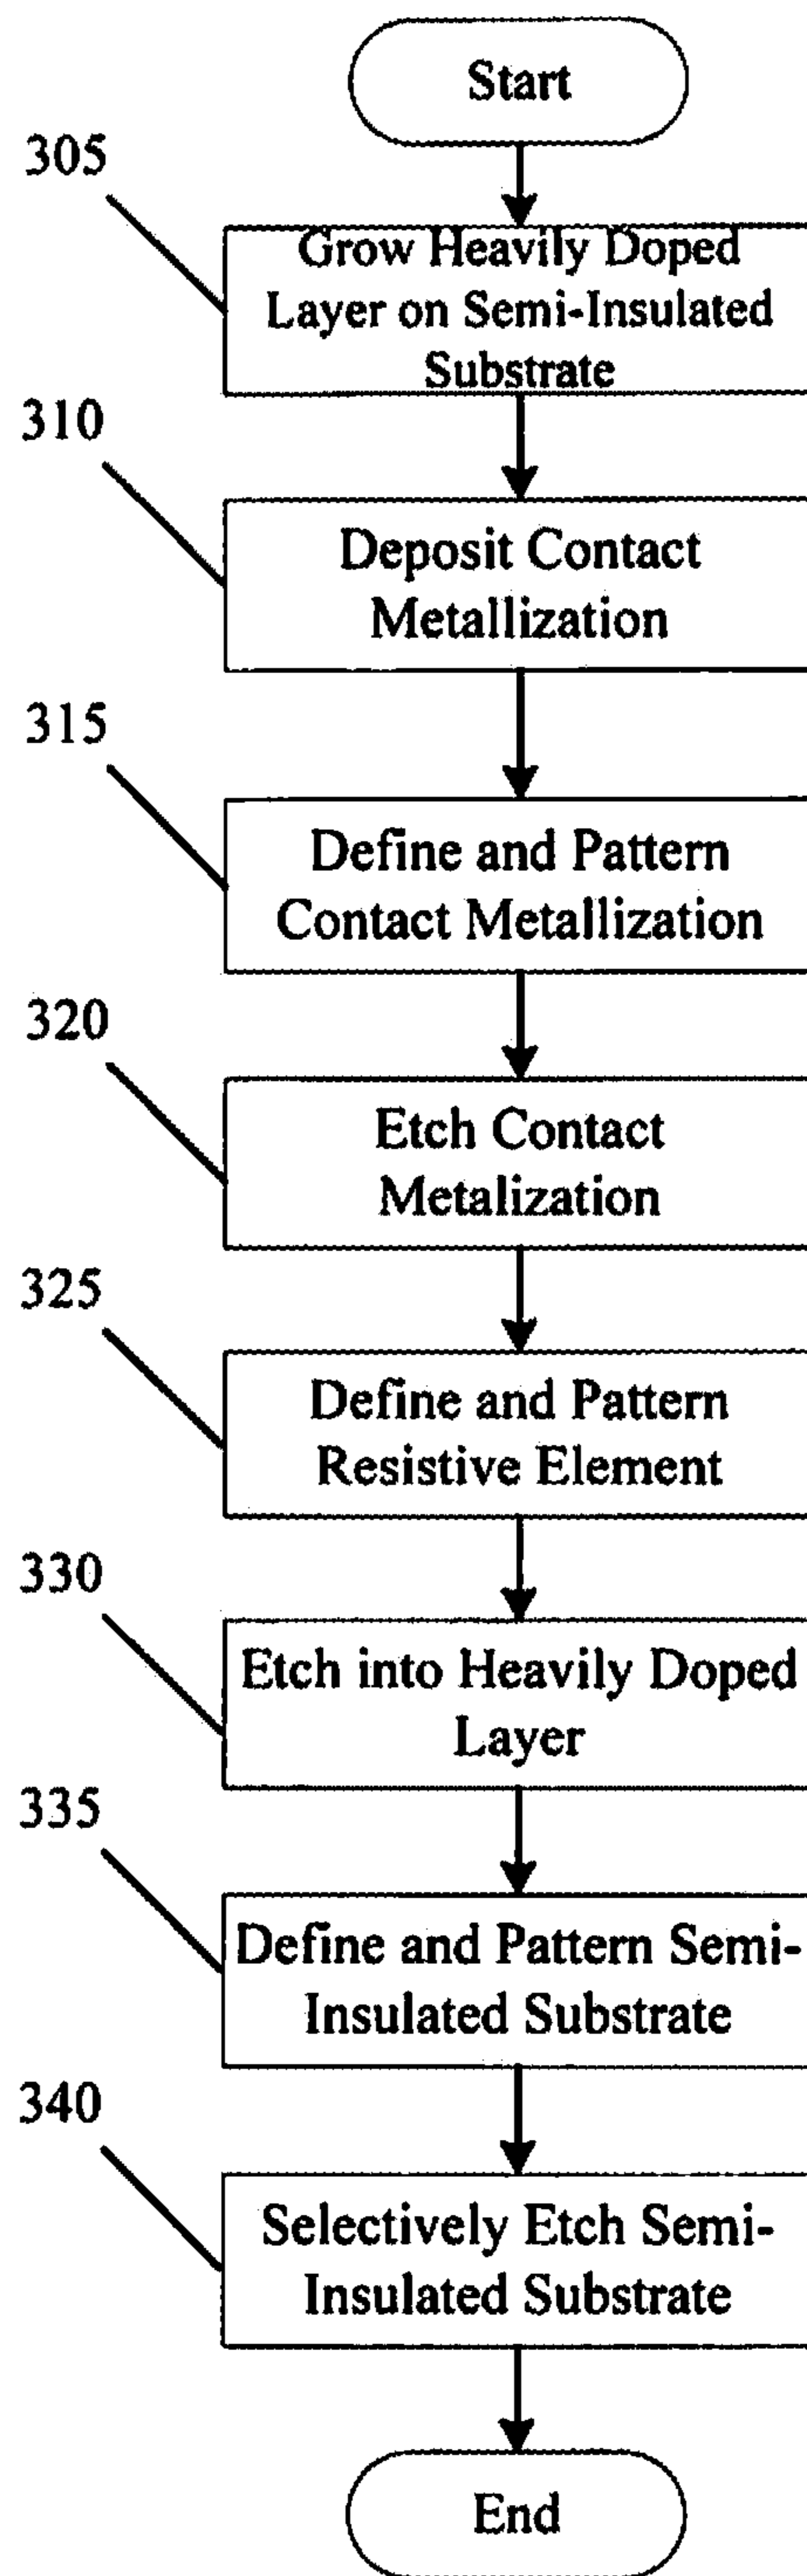 Start
305
Grow Heavily Doped
Layer on Semi-Insulated
Substrate
310
Deposit Contact
Metallization
315
Define and Pattern
Contact Metallization
320
Etch Contact
Metalization
325
Define and Pattern
Resistive Element
330
Etch into Heavily Doped
Layer
335
Define and Pattern Semi-
Insulated Substrate
340
Selectively Etch Semi-
Insulated Substrate
End